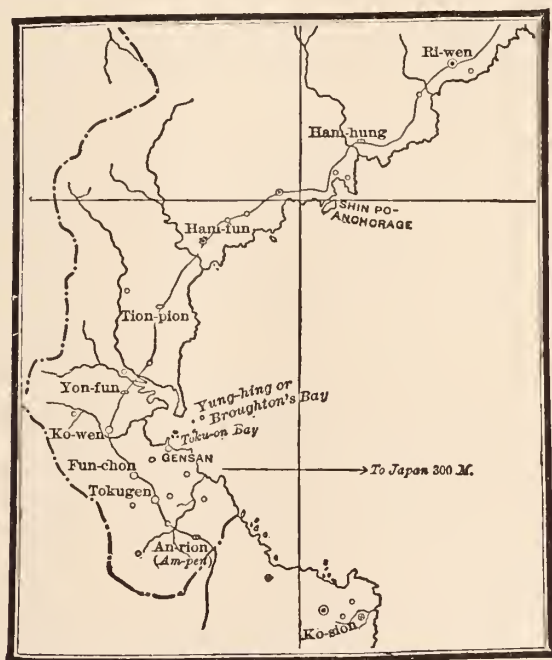 Ri-wen
Ham-hung
SHIN PO-
ANCHORAGE
Ham-fun
Tion-pion
Yung-hing or
Broughton's Bay
Yon-fun
Toku-on Bay
Ko-wen
GENSAN
Fun-chon
To Japan 300 M.
Tokugen
An-rion
(Am-pen)
Ko-sion